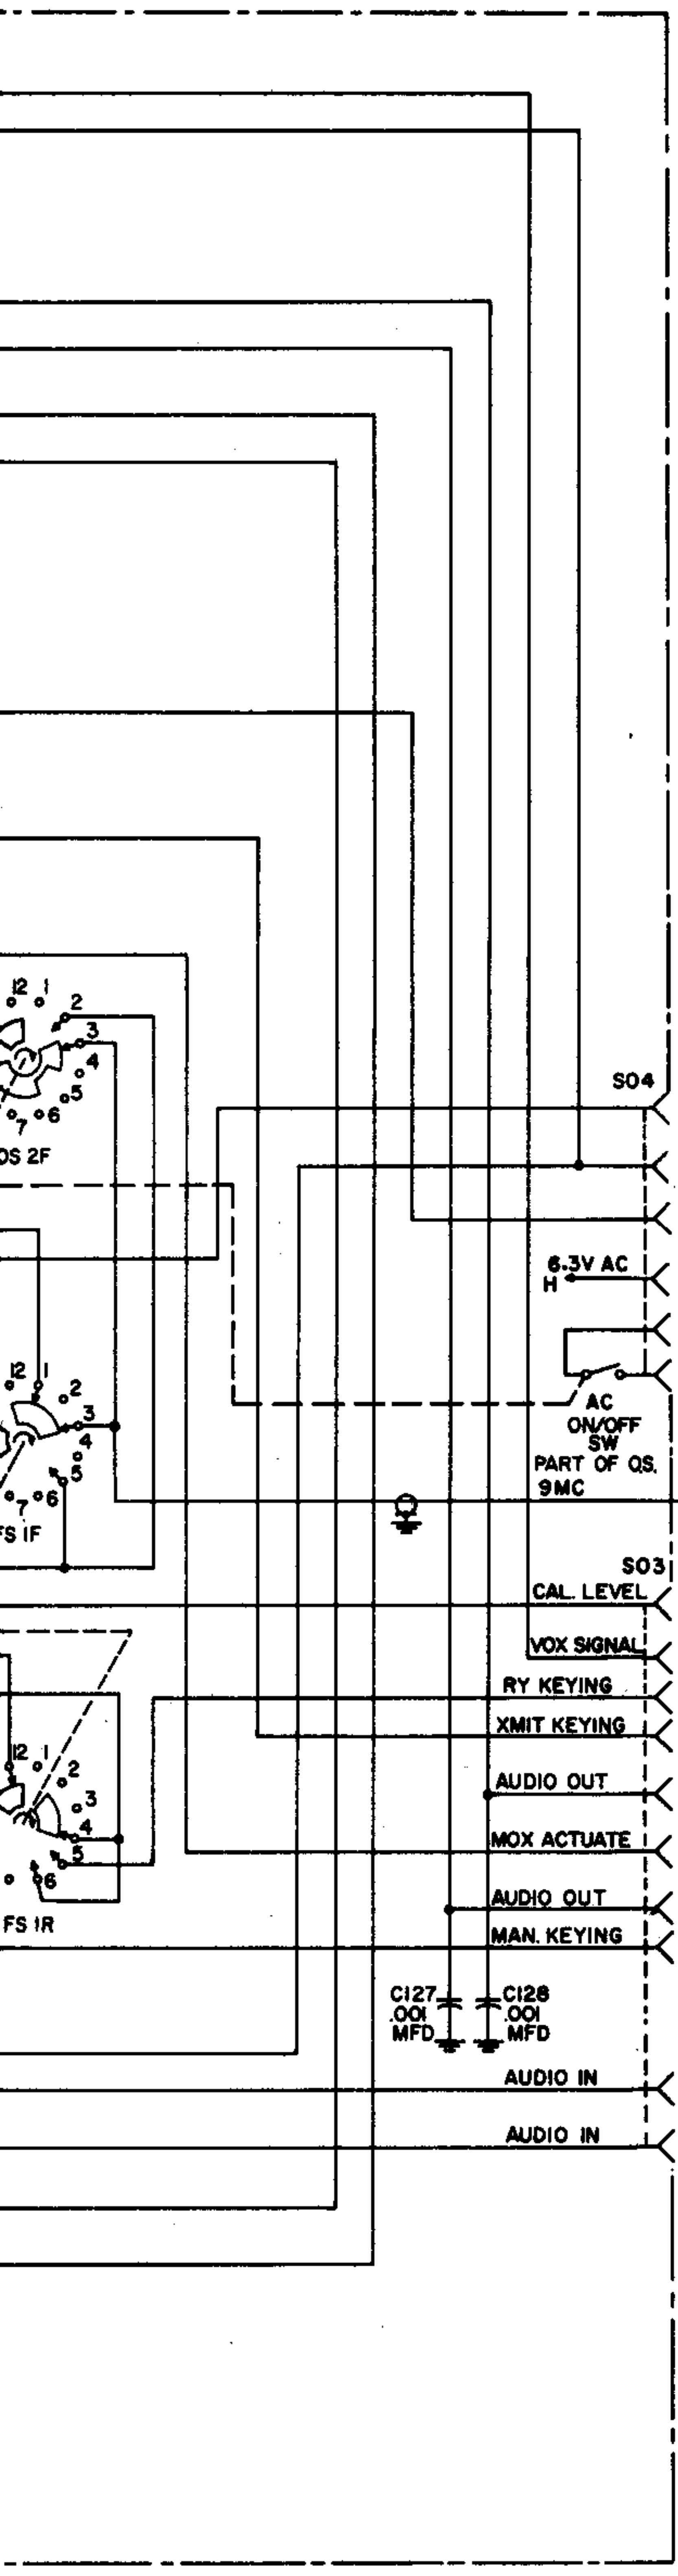 12 1
2
3
4
5
6
7
OS 2F
SO4
6.3V AC
H
AC
ON/OFF
SW
PART OF O.S.
9MC
12 1
2
3
4
5
6
7
FS 1F
SO3
CAL. LEVEL
VOX SIGNAL
RY KEYING
XMIT KEYING
12 1
2
3
4
5
6
AUDIO OUT
MOX ACTUATE
AUDIO OUT
FS 1R
MAN. KEYING
C127
.001
MFD
C128
.001
MFD
AUDIO IN
AUDIO IN